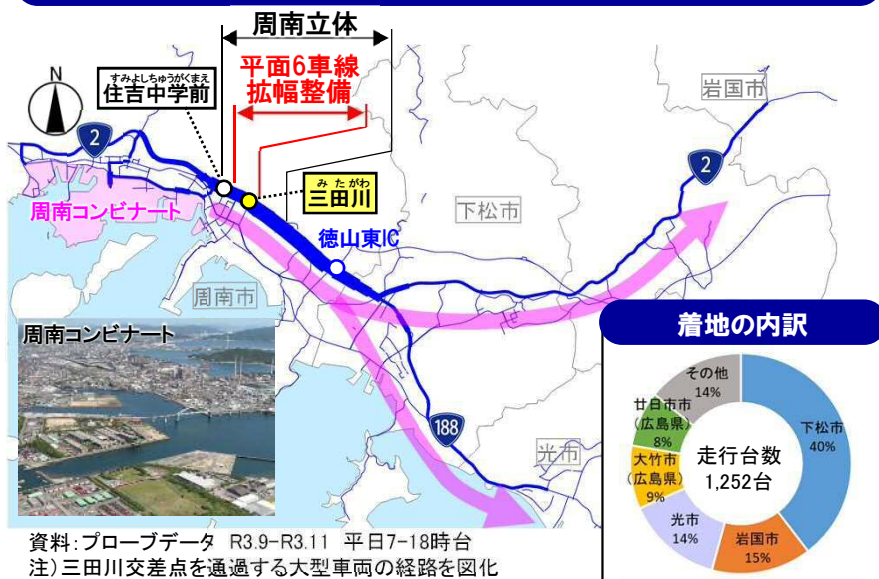 周南立体
平面6車線
拡幅整備
すみよしちゅうがくまえ
住吉中学前
N
2
岩国市
2
みたがわ
三田川
周南コンビナート
下松市
徳山東IC
周南市
周南コンビナート
188
光市
着地の内訳
その他
14%
廿日市市
(広島県)
8%
大竹市
(広島県)
9%
光市
14%
岩国市
15%
下松市
40%
走行台数
1,252台
資料:プローブデータ R3.9-R3.11 平日7-18時台
注)三田川交差点を通過する大型車両の経路を図化